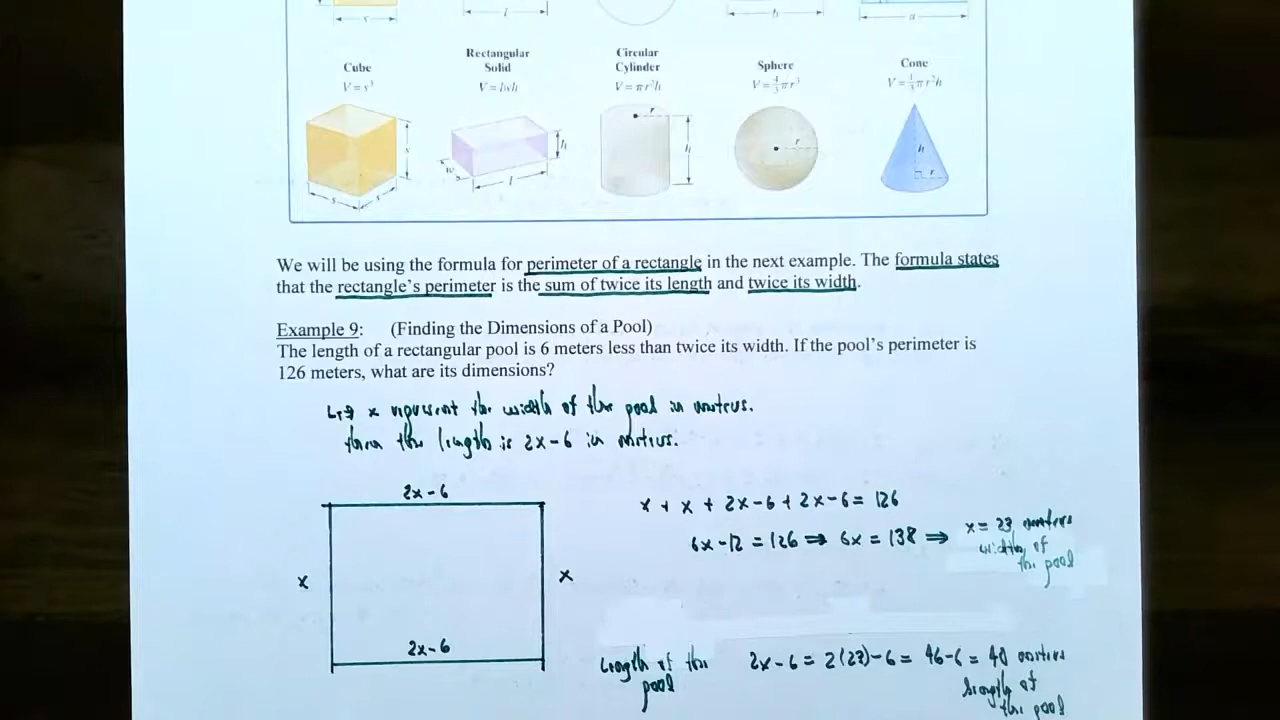 s
l
b
a
Cube
V = s³
Rectangular
Solid
V = lwh
Circular
Cylinder
V = πr²h
Sphere
V = 4/3 πr³
Cone
V = 1/3 πr²h
s
s
s
w
l
h
r
h
r
h
r
We will be using the formula for perimeter of a rectangle in the next example. The formula states
that the rectangle's perimeter is the sum of twice its length and twice its width.
Example 9: (Finding the Dimensions of a Pool)
The length of a rectangular pool is 6 meters less than twice its width. If the pool's perimeter is
126 meters, what are its dimensions?
Let x represent the width of the pool in meters.
then the length is 2x-6 in meters.
2x-6
x
x
2x-6
x + x + 2x-6 + 2x-6 = 126
6x-12 = 126 ⇒ 6x = 138 ⇒ x = 23 meters
width of
the pool
Length of the
pool
2x-6 = 2(23)-6 = 46-6 = 40 meters
length of
the pool